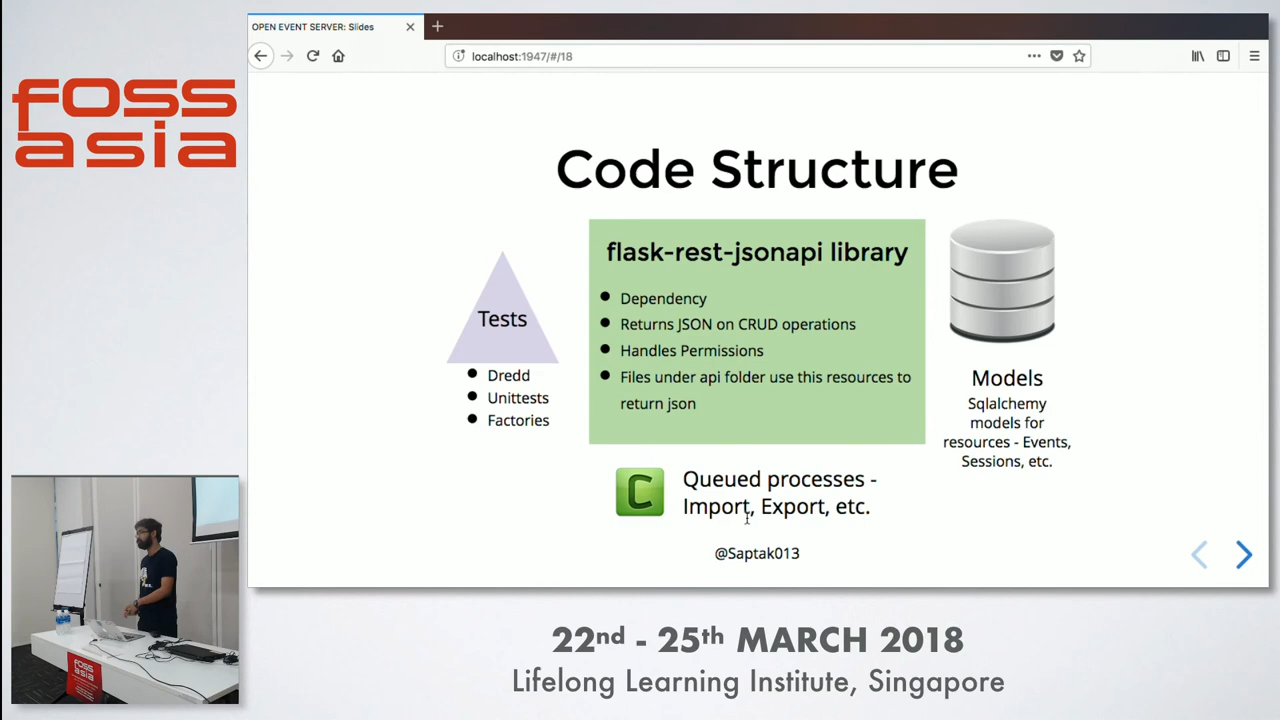 OPEN EVENT SERVER: Slides
localhost:1947/#/18
foss
asia
Code Structure
Tests
Dredd
Unittests
Factories
flask-rest-jsonapi library
Dependency
Returns JSON on CRUD operations
Handles Permissions
Files under api folder use this resources to
return json
Models
Sqlalchemy
models for
resources - Events,
Sessions, etc.
C
Queued processes -
Import, Export, etc.
@Saptak013
foss
asia
22nd - 25th MARCH 2018
Lifelong Learning Institute, Singapore